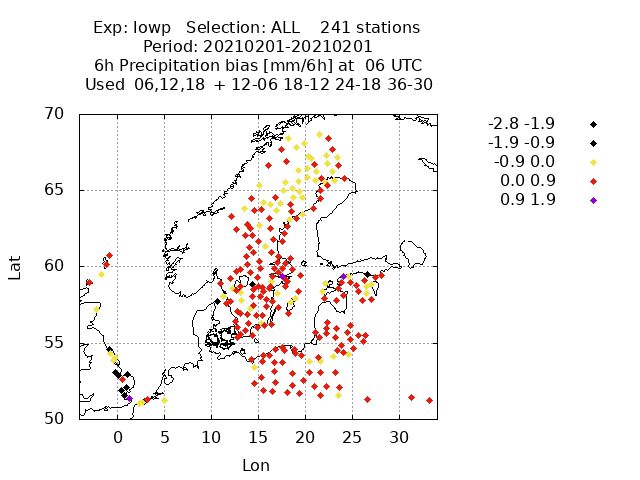 Exp: lowp   Selection: ALL    241 stations
Period: 20210201-20210201
6h Precipitation bias [mm/6h] at  06 UTC
Used  06,12,18  + 12-06 18-12 24-18 36-30
70
65
60
55
50
Lat
0 5 10 15 20 25 30
Lon
-2.8 -1.9
-1.9 -0.9
-0.9 0.0
0.0 0.9
0.9 1.9